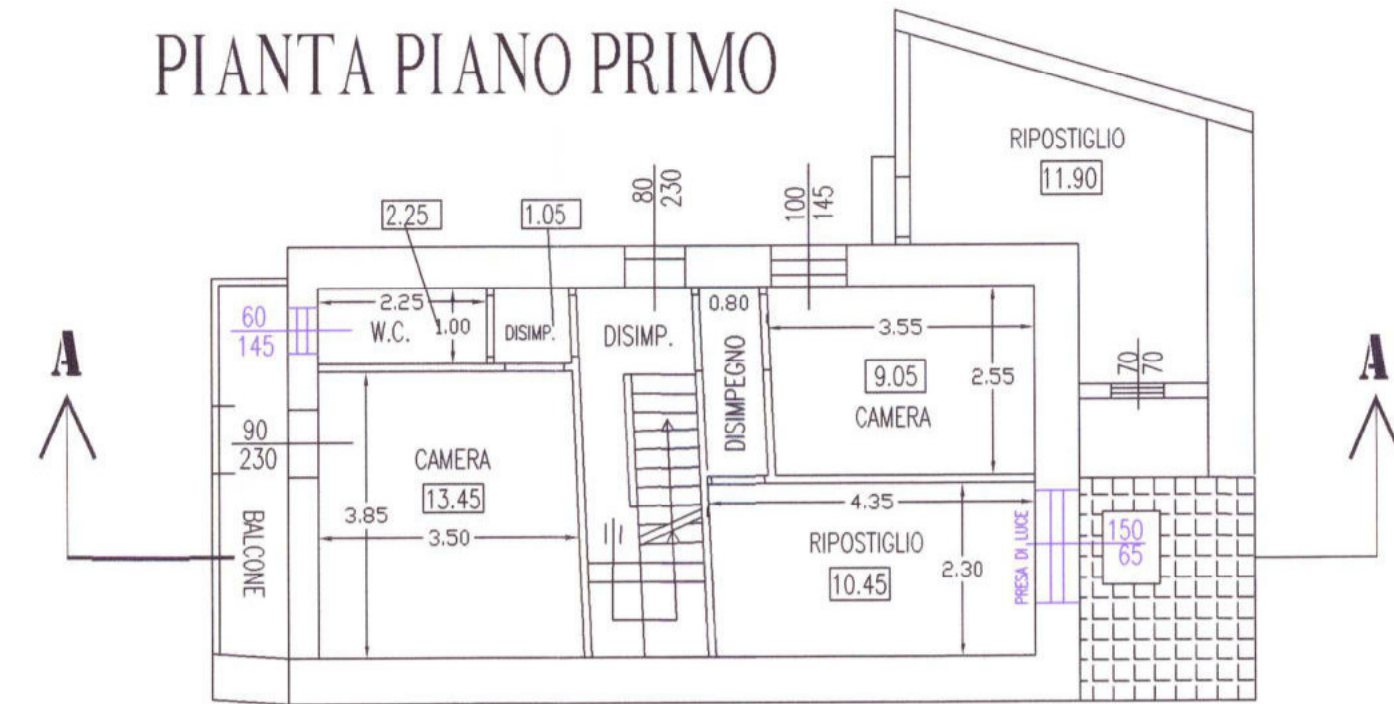 PIANTA PIANO PRIMO
RIPOSTIGLIO
11.90
80
230
100
145
2.25
1.05
2.25
1.00
W.C.
DISIMP.
DISIMP.
0.80
DISIMPEGNO
3.55
9.05
2.55
CAMERA
70
70
60
145
A
A
90
230
BALCONE
CAMERA
13.45
3.85
3.50
4.35
RIPOSTIGLIO
10.45
2.30
PRESA DI LUCE
150
65